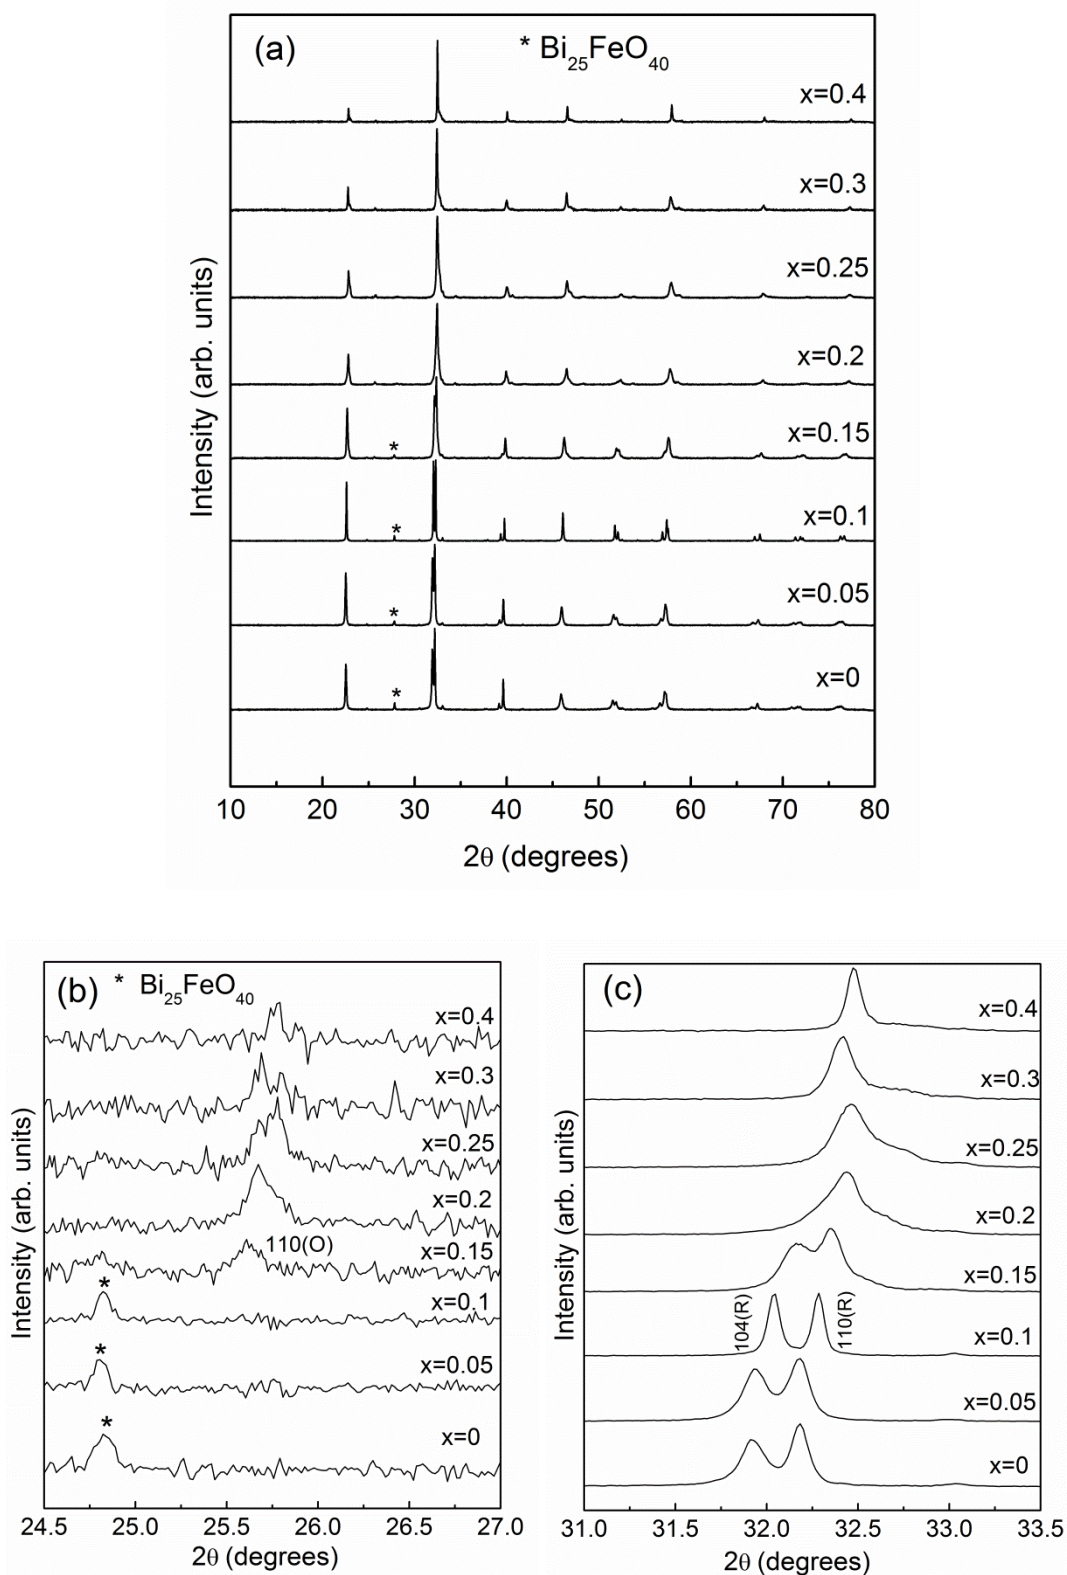 (a)
* Bi25FeO40
x=0.4
x=0.3
x=0.25
x=0.2
x=0.15
*
x=0.1
*
x=0.05
*
x=0
*
Intensity (arb. units)
10 20 30 40 50 60 70 80
2θ (degrees)
(b) * Bi25FeO40
x=0.4
x=0.3
x=0.25
x=0.2
110(O)
x=0.15
*
x=0.1
*
x=0.05
*
x=0
Intensity (arb. units)
24.5 25.0 25.5 26.0 26.5 27.0
2θ (degrees)
(c)
x=0.4
x=0.3
x=0.25
x=0.2
x=0.15
104(R)
110(R)
x=0.1
x=0.05
x=0
Intensity (arb. units)
31.0 31.5 32.0 32.5 33.0 33.5
2θ (degrees)